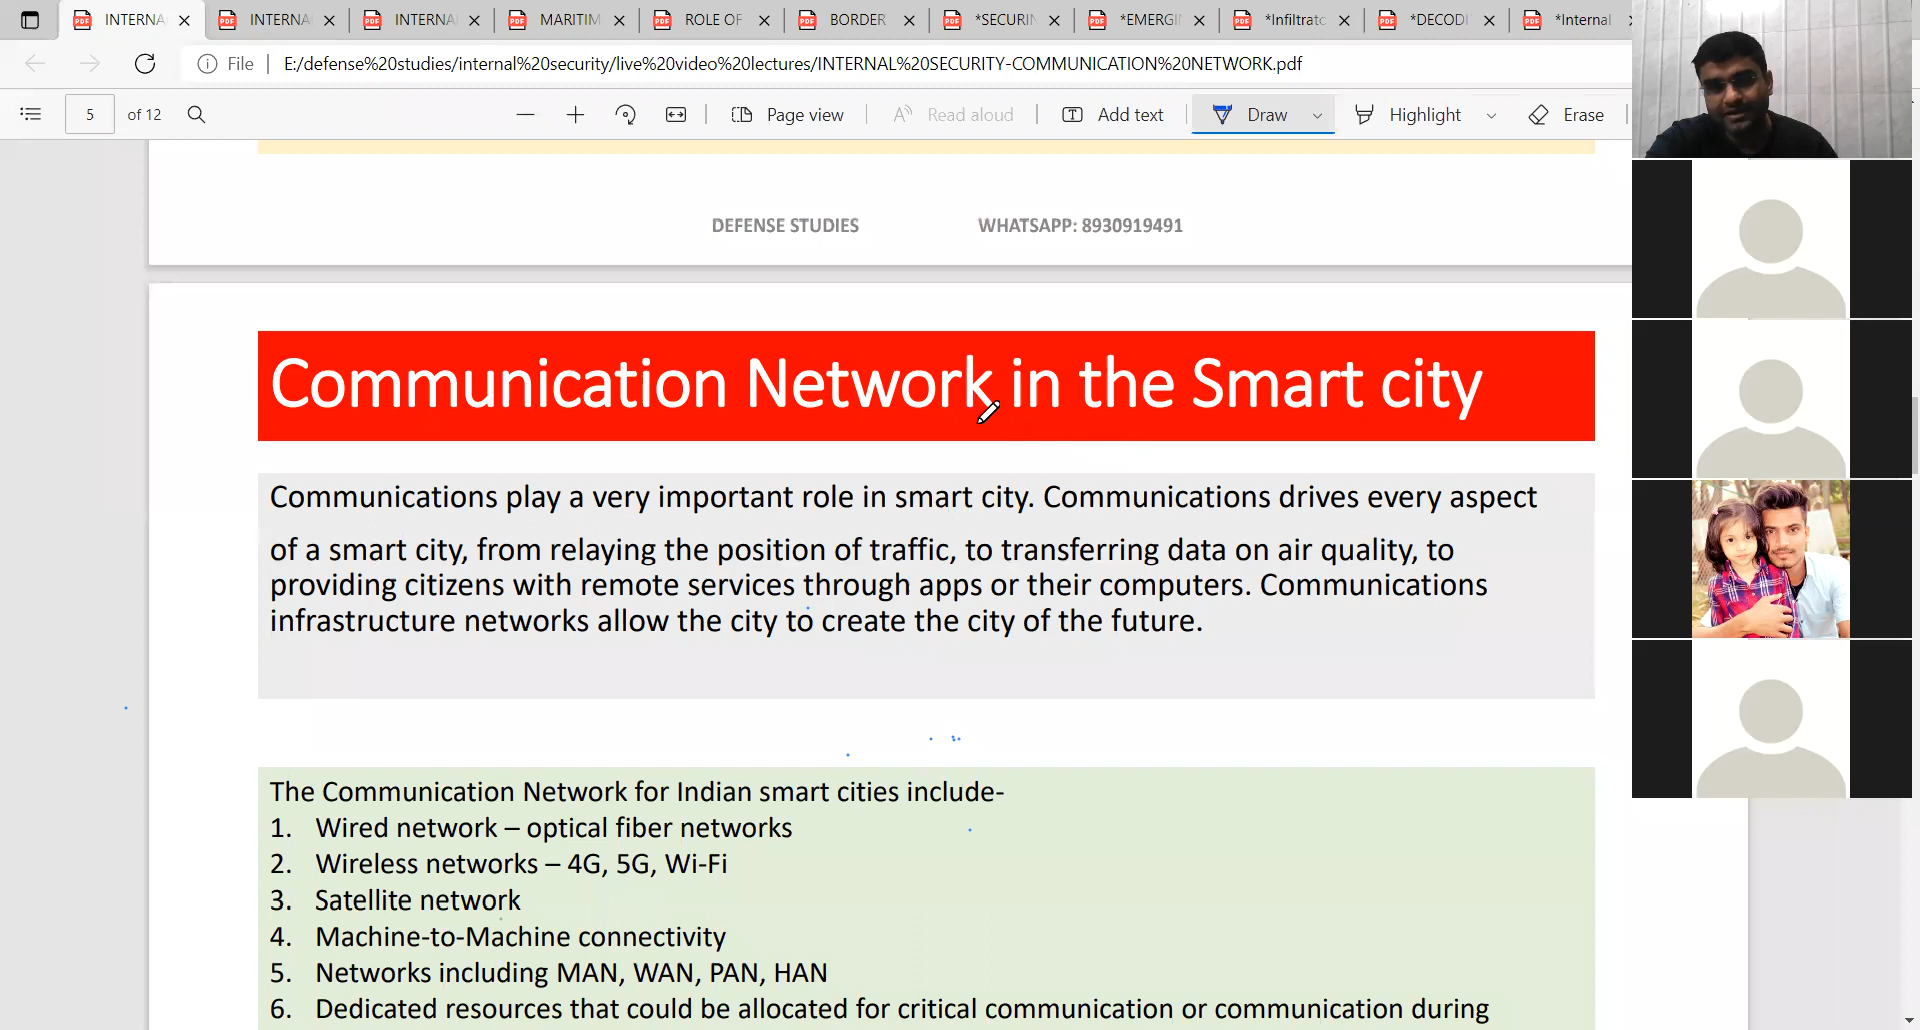 INTERNA
INTERNA
INTERNA
MARITIM
ROLE OF
BORDER
*SECURIN
*EMERGI
*Infiltrato
*DECODI
*Internal
File
E:/defense%20studies/internal%20security/live%20video%20lectures/INTERNAL%20SECURITY-COMMUNICATION%20NETWORK.pdf
5 of 12
Page view
Read aloud
Add text
Draw
Highlight
Erase
DEFENSE STUDIES WHATSAPP: 8930919491
Communication Network in the Smart city
Communications play a very important role in smart city. Communications drives every aspect
of a smart city, from relaying the position of traffic, to transferring data on air quality, to
providing citizens with remote services through apps or their computers. Communications
infrastructure networks allow the city to create the city of the future.
The Communication Network for Indian smart cities include-
1. Wired network – optical fiber networks
2. Wireless networks – 4G, 5G, Wi-Fi
3. Satellite network
4. Machine-to-Machine connectivity
5. Networks including MAN, WAN, PAN, HAN
6. Dedicated resources that could be allocated for critical communication or communication during